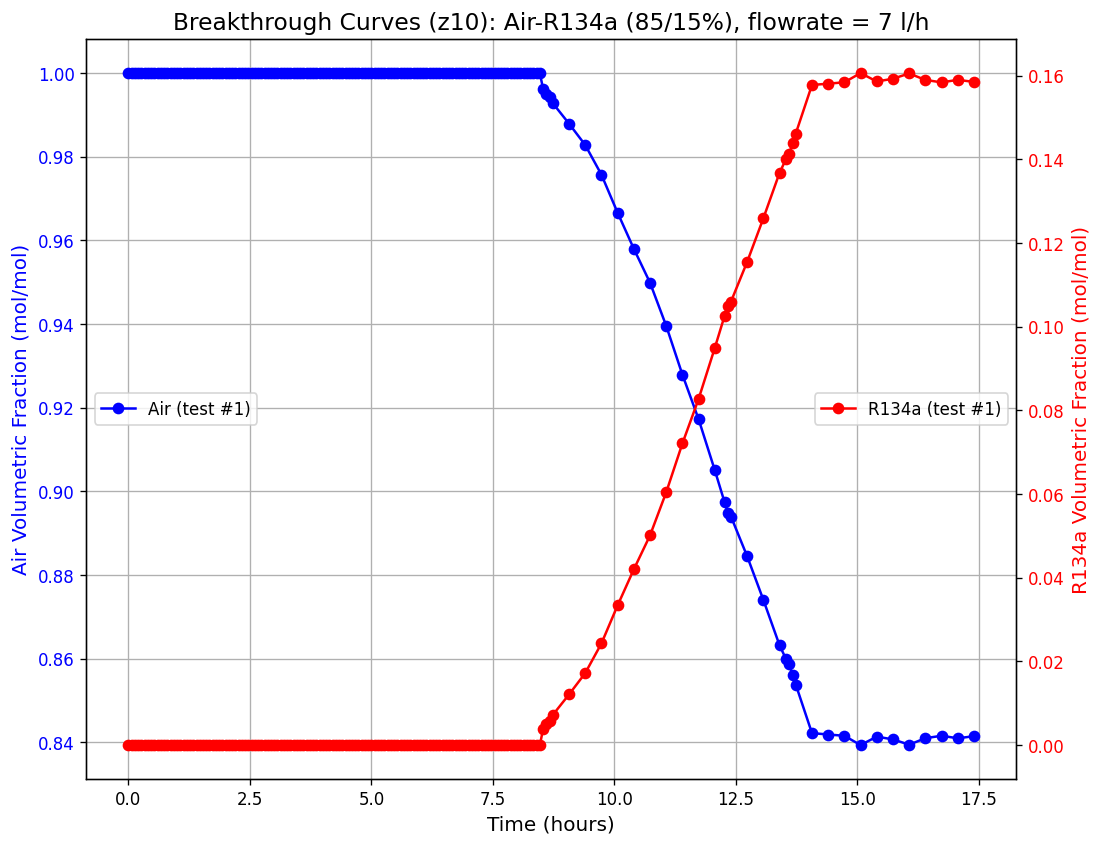 Breakthrough Curves (z10): Air-R134a (85/15%), flowrate = 7 l/h
Air Volumetric Fraction (mol/mol)
1.00
0.98
0.96
0.94
0.92
0.90
0.88
0.86
0.84
Air (test #1)
R134a (test #1)
0.16
0.14
0.12
0.10
0.08
0.06
0.04
0.02
0.00
R134a Volumetric Fraction (mol/mol)
0.0 2.5 5.0 7.5 10.0 12.5 15.0 17.5
Time (hours)